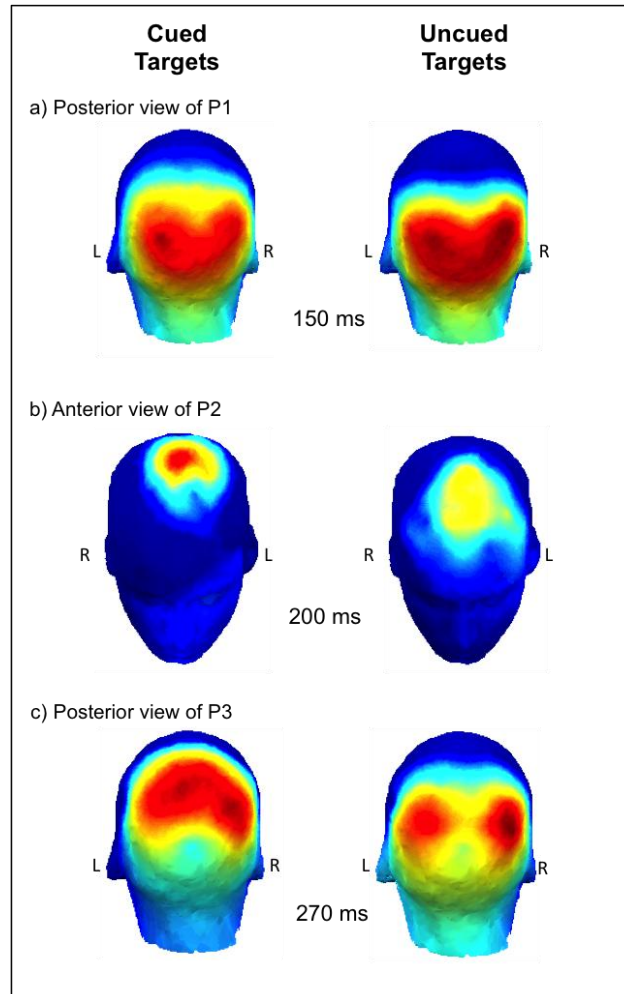 Cued Uncued
Targets Targets
a) Posterior view of P1
L R L R
150 ms
b) Anterior view of P2
R L R L
200 ms
c) Posterior view of P3
L R L R
270 ms